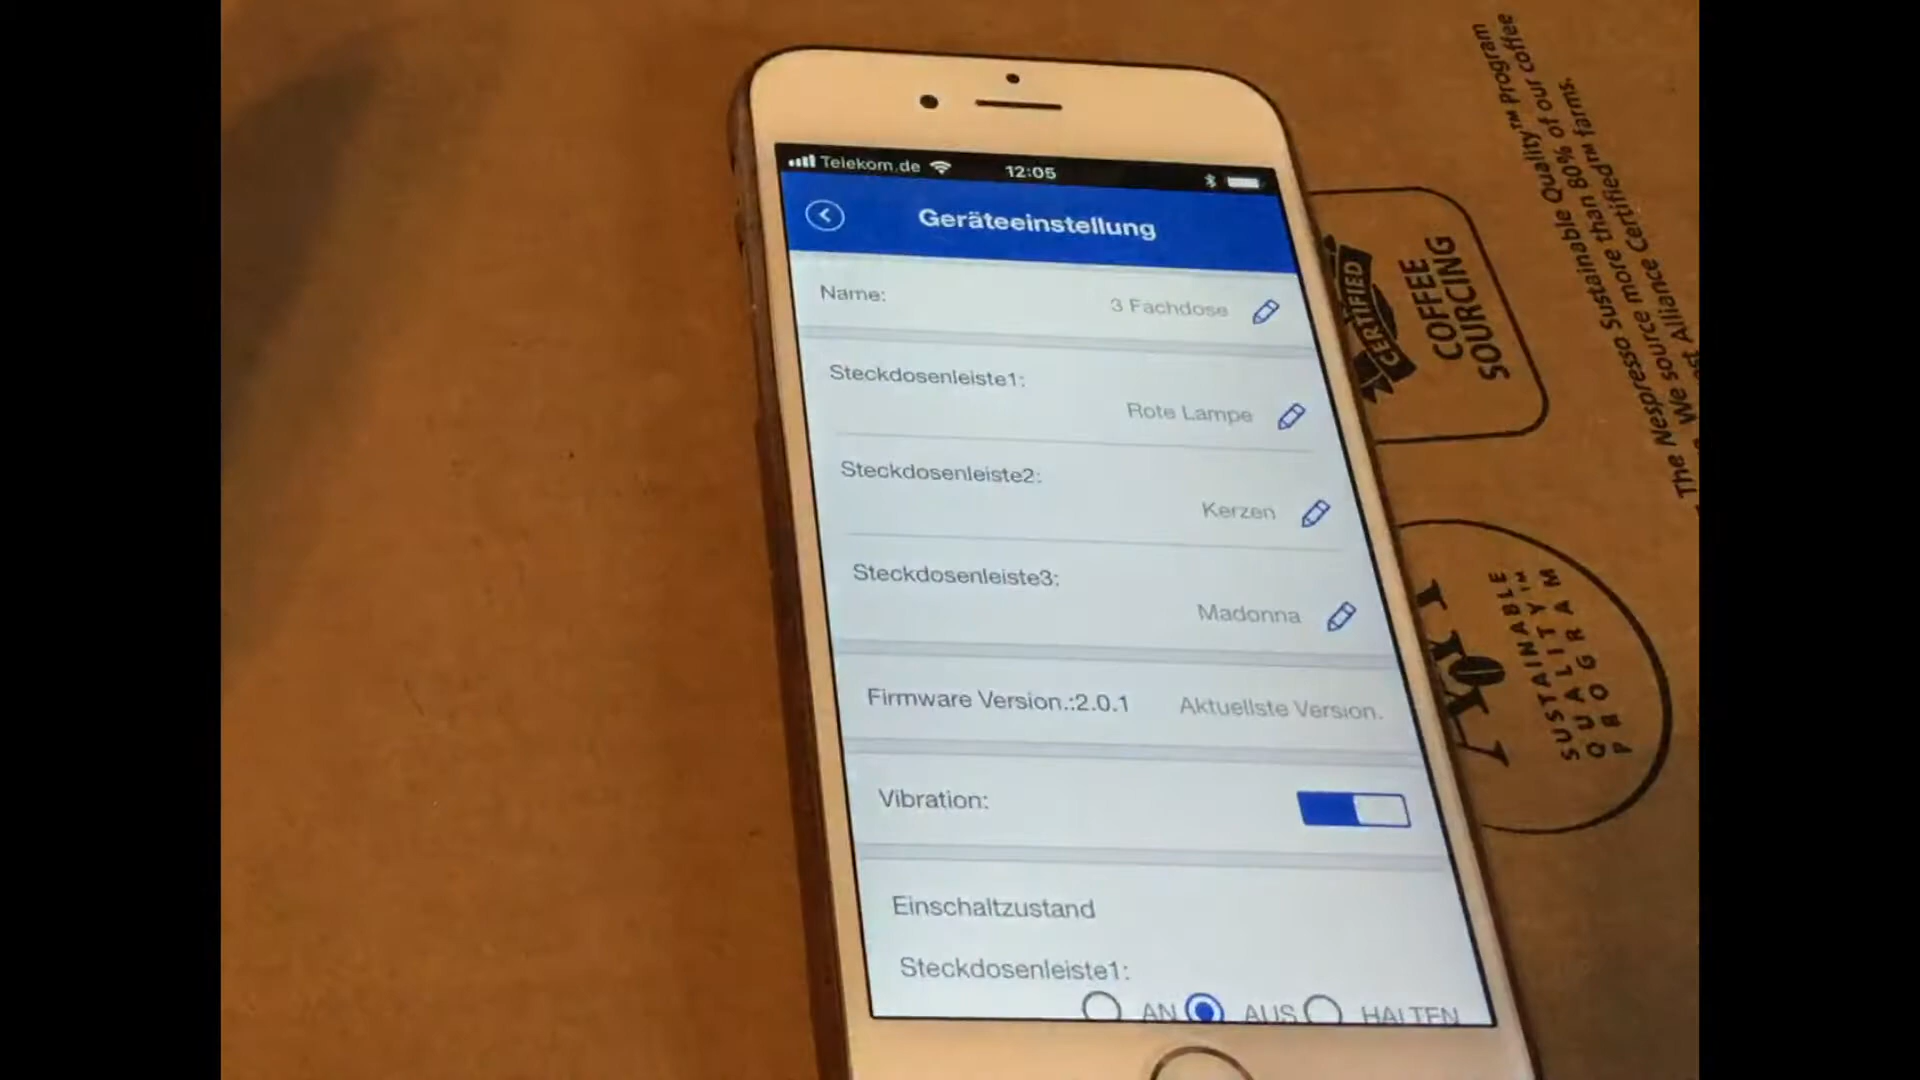 Telekom.de 12:05
Geräteeinstellung
Name: 3 Fachdose
Steckdosenleiste1:
Rote Lampe
Steckdosenleiste2:
Kerzen
Steckdosenleiste3:
Madonna
Firmware Version.:2.0.1 Aktuellste Version.
Vibration:
Einschaltzustand
Steckdosenleiste1:
AN AUS HALTEN
CERTIFIED
COFFEE
SOURCING
The Nespresso Sustainable Quality™ Program
We source more than 80% of our coffee
Alliance Certified™ farms.
SUSTAINABLE
QUALITY™
PROGRAM